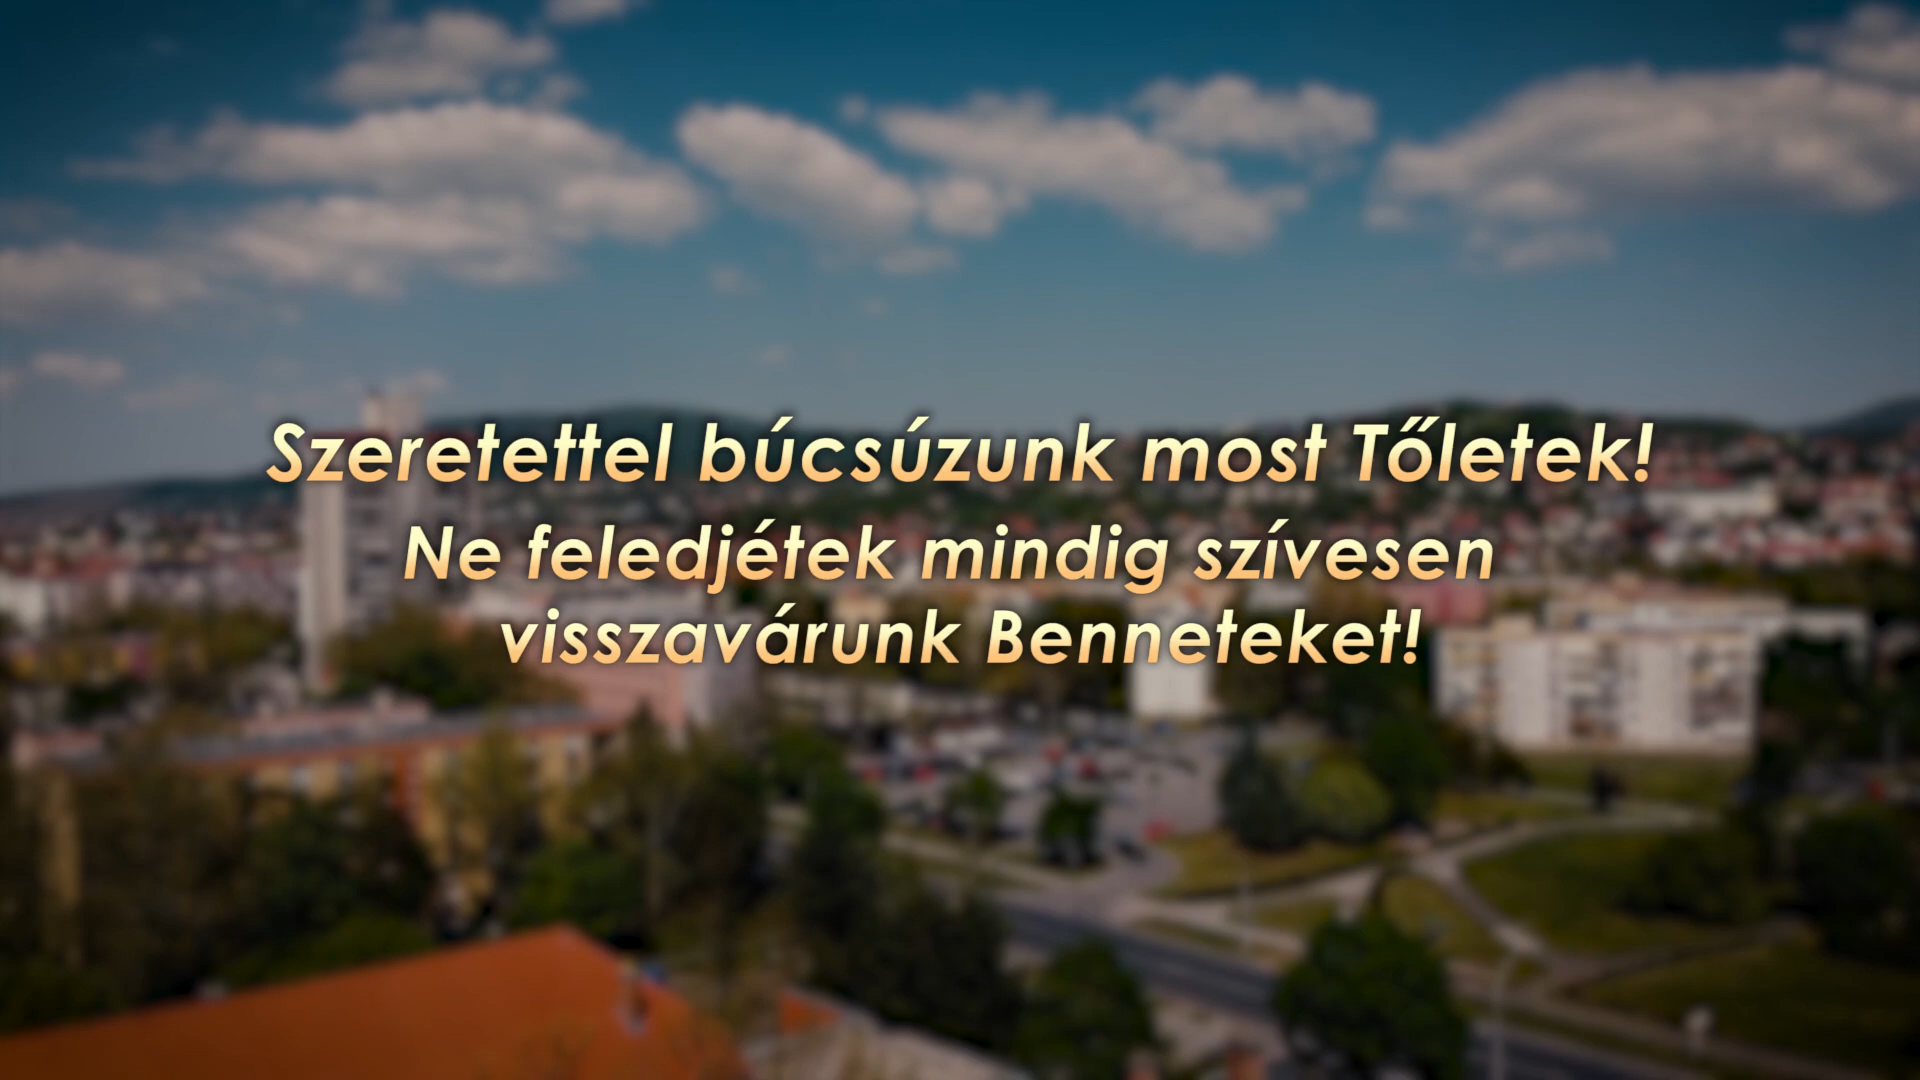 Szeretettel búcsúzunk most Tőletek!
Ne feledjétek mindig szívesen
visszavárunk Benneteket!